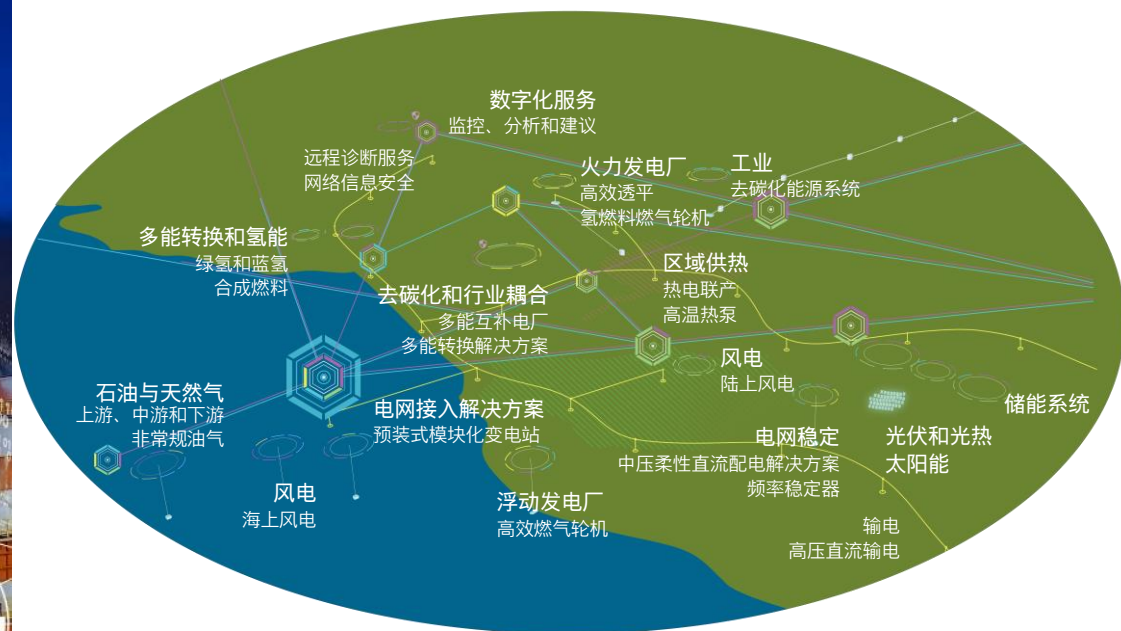 数字化服务
监控、分析和建议
远程诊断服务
网络信息安全
火力发电厂
高效透平
氢燃料燃气轮机
工业
去碳化能源系统
多能转换和氢能
绿氢和蓝氢
合成燃料
区域供热
热电联产
高温热泵
去碳化和行业耦合
多能互补电厂
多能转换解决方案
风电
陆上风电
石油与天然气
上游、中游和下游
非常规油气
电网接入解决方案
预装式模块化变电站
储能系统
电网稳定
中压柔性直流配电解决方案
频率稳定器
光伏和光热
太阳能
风电
海上风电
浮动发电厂
高效燃气轮机
输电
高压直流输电